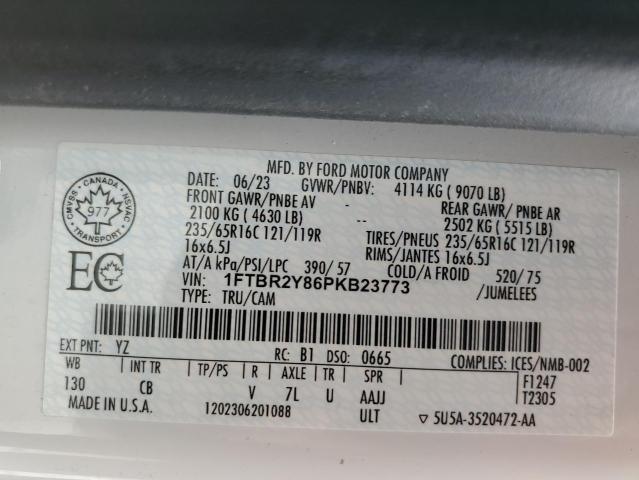 MFD. BY FORD MOTOR COMPANY
DATE: 06/23 GVWR/PNBV: 4114 KG ( 9070 LB)
FRONT GAWR/PNBE AV - REAR GAWR/ PNBE AR
2100 KG ( 4630 LB) -- 2502 KG ( 5515 LB)
235/65R16C 121/119R TIRES/PNEUS 235/65R16C 121/119R
16x6.5J RIMS/JANTES 16x6.5J
AT/A kPa/PSI/LPC 390/ 57 COLD/A FROID 520/ 75
VIN: 1FTBR2Y86PKB23773 /JUMELEES
TYPE: TRU/CAM
CMVSS - CANADA - NSVAC
977
TRANSPORT
EC
EXT PNT: YZ RC: B1 DSO: 0665 COMPLIES: ICES/NMB-002
WB INT TR TP/PS R AXLE TR SPR F1247
130 CB V 7L U AAJJ T2305
MADE IN U.S.A. 1202306201088 ULT ▽ 5U5A-3520472-AA